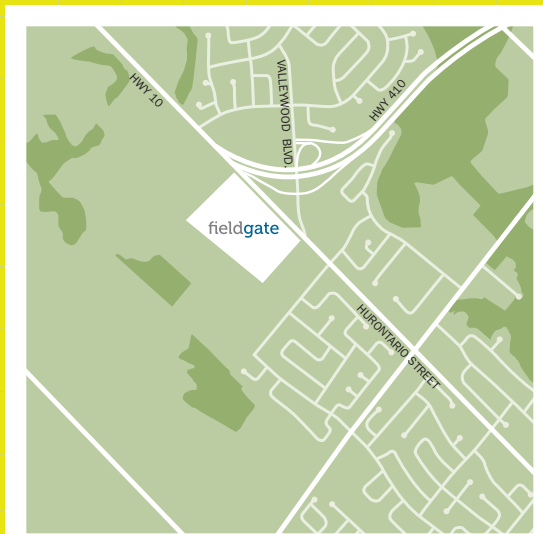 HWY 10
VALLEYWOOD BLVD.
HWY 410
fieldgate
HURONTARIO STREET